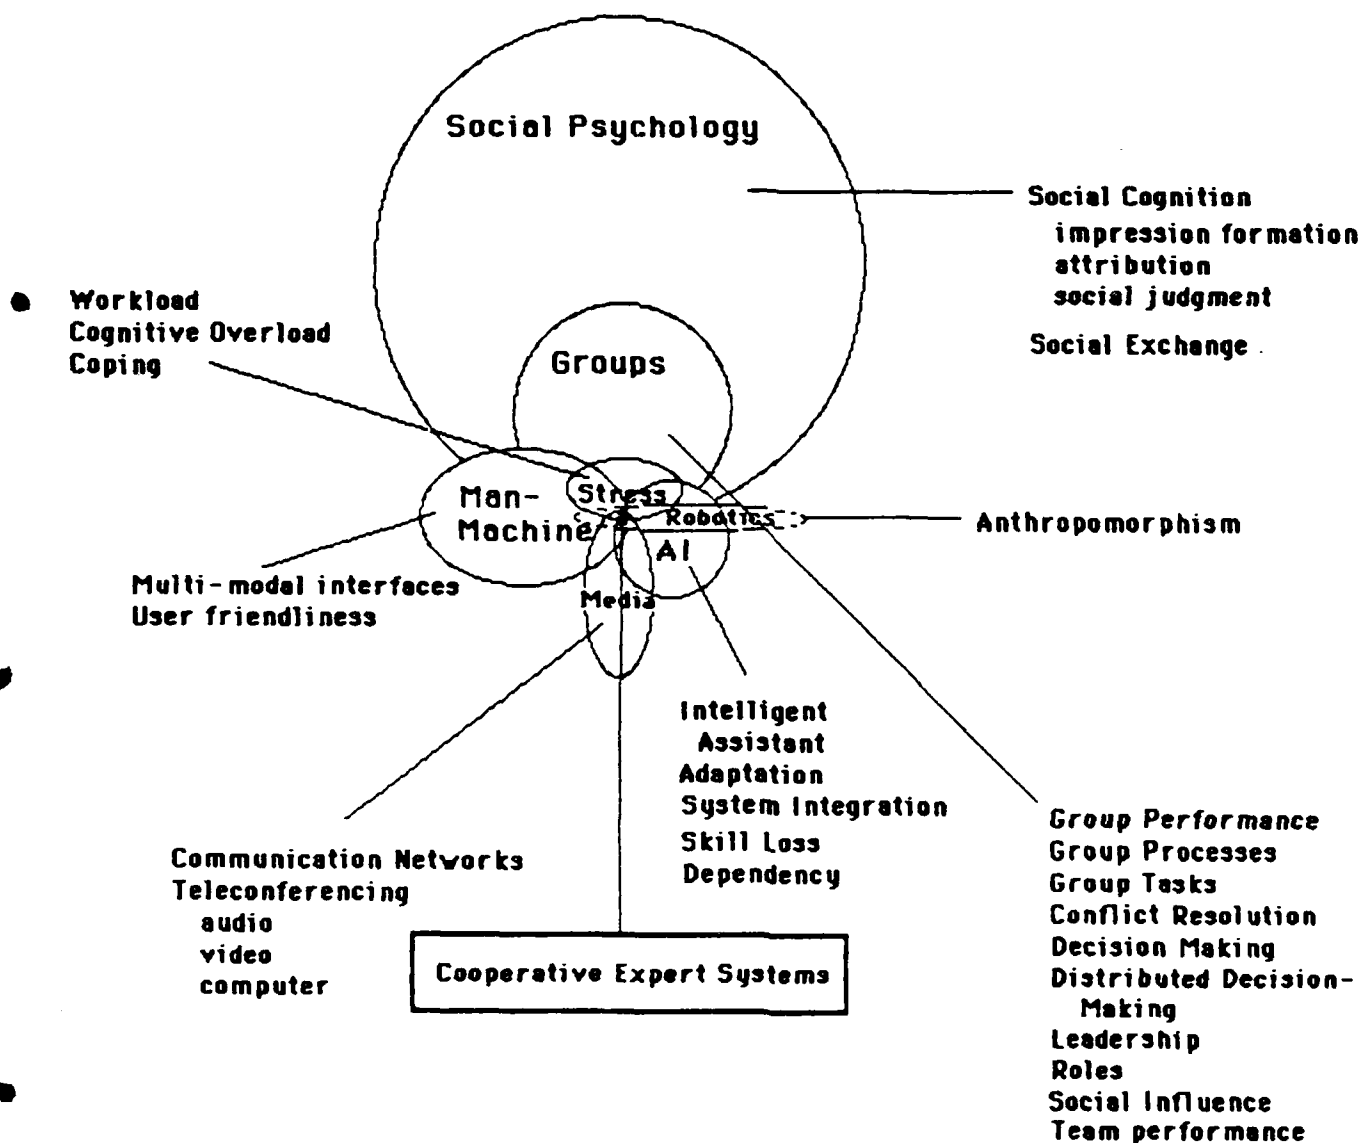 Social Psychology
Social Cognition
impression formation
attribution
social judgment
Social Exchange
Workload
Cognitive Overload
Coping
Groups
Man-
Machine
Stress
Robotics
AI
Media
Anthropomorphism
Multi-modal interfaces
User friendliness
Intelligent
Assistant
Adaptation
System Integration
Skill Loss
Dependency
Communication Networks
Teleconferencing
audio
video
computer
Cooperative Expert Systems
Group Performance
Group Processes
Group Tasks
Conflict Resolution
Decision Making
Distributed Decision-
Making
Leadership
Roles
Social Influence
Team performance